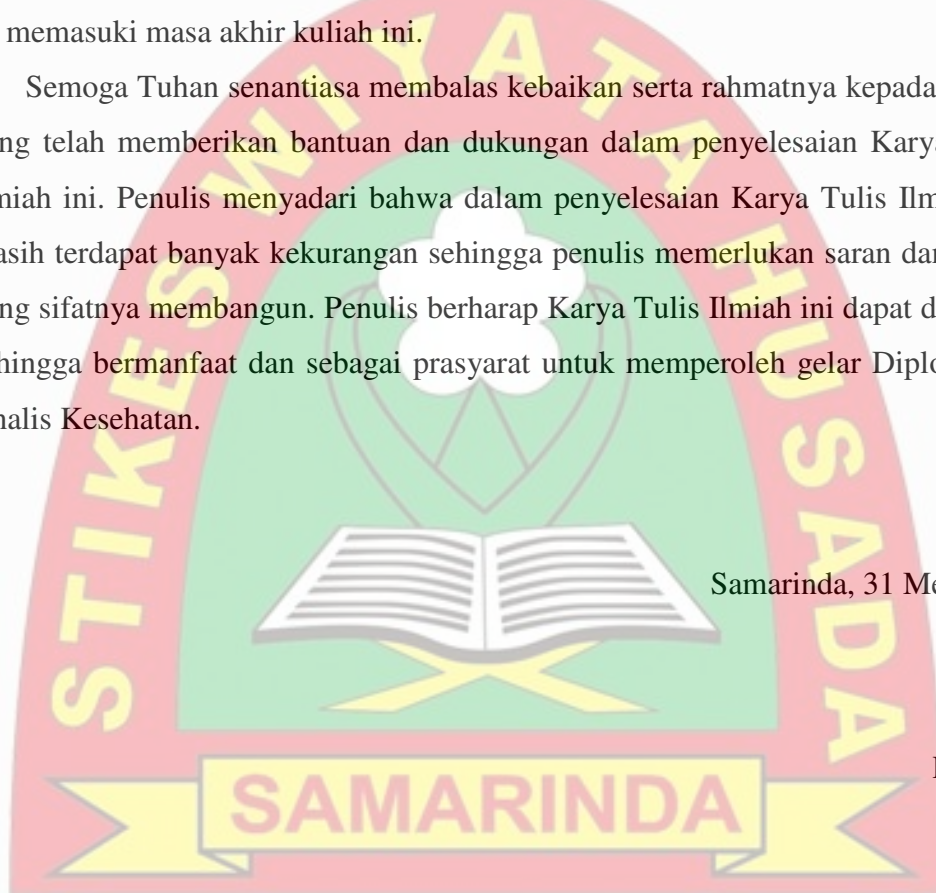 memasuki masa akhir kuliah ini.
Semoga Tuhan senantiasa membalas kebaikan serta rahmatnya kepada
ng telah memberikan bantuan dan dukungan dalam penyelesaian Karya
miah ini. Penulis menyadari bahwa dalam penyelesaian Karya Tulis Ilm
asih terdapat banyak kekurangan sehingga penulis memerlukan saran dar
ng sifatnya membangun. Penulis berharap Karya Tulis Ilmiah ini dapat d
hingga bermanfaat dan sebagai prasyarat untuk memperoleh gelar Diplo
nalis Kesehatan.
Samarinda, 31 Me
STIKES WIYATA HUSADA
SAMARINDA